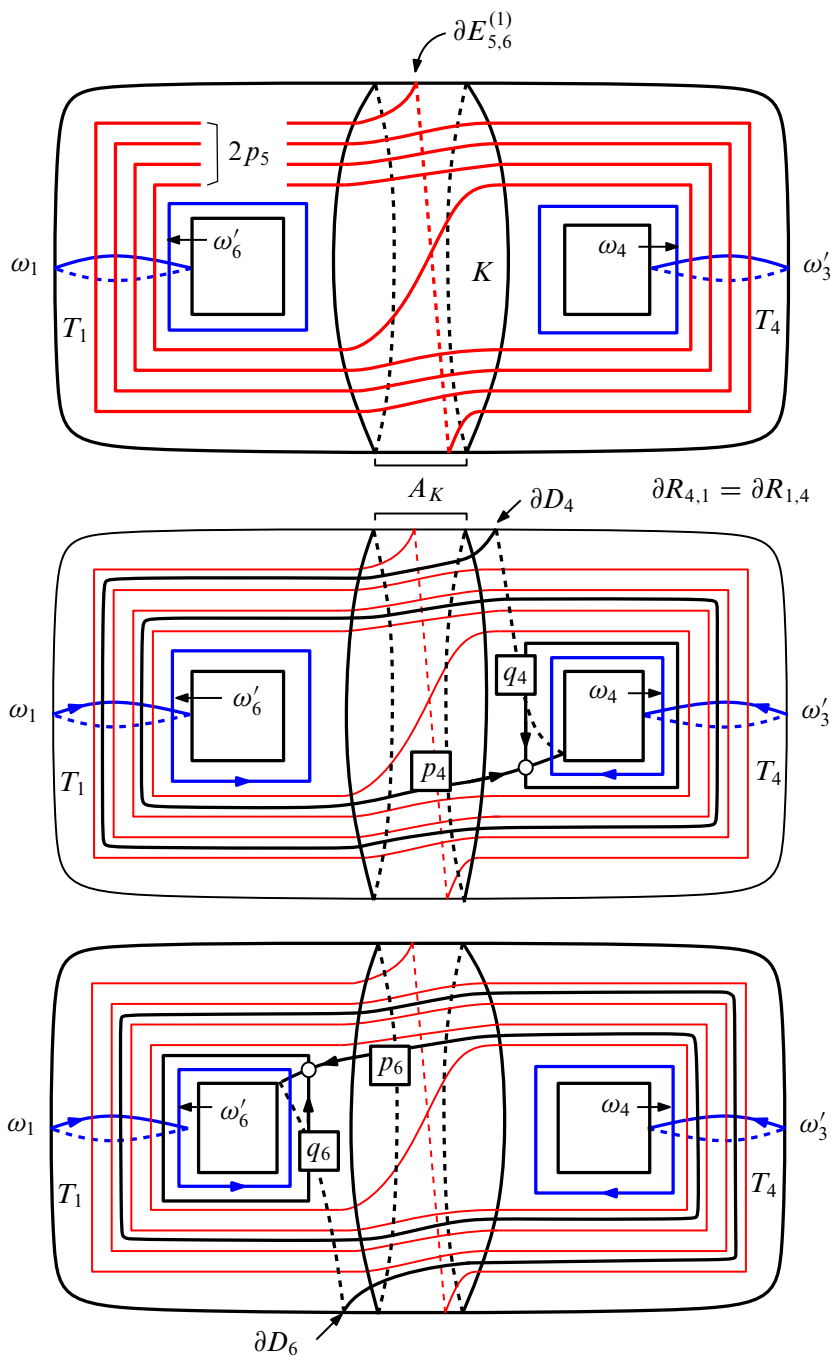 ∂E_{5,6}^{(1)}
2p_5
ω_1 ω'_6 K ω_4 ω'_3
T_1 T_4
A_K ∂D_4 ∂R_{4,1} = ∂R_{1,4}
q_4
ω_1 ω'_6 ω_4 ω'_3
T_1 p_4 T_4
p_6
ω_1 ω'_6 ω_4 ω'_3
q_6
T_1 T_4
∂D_6